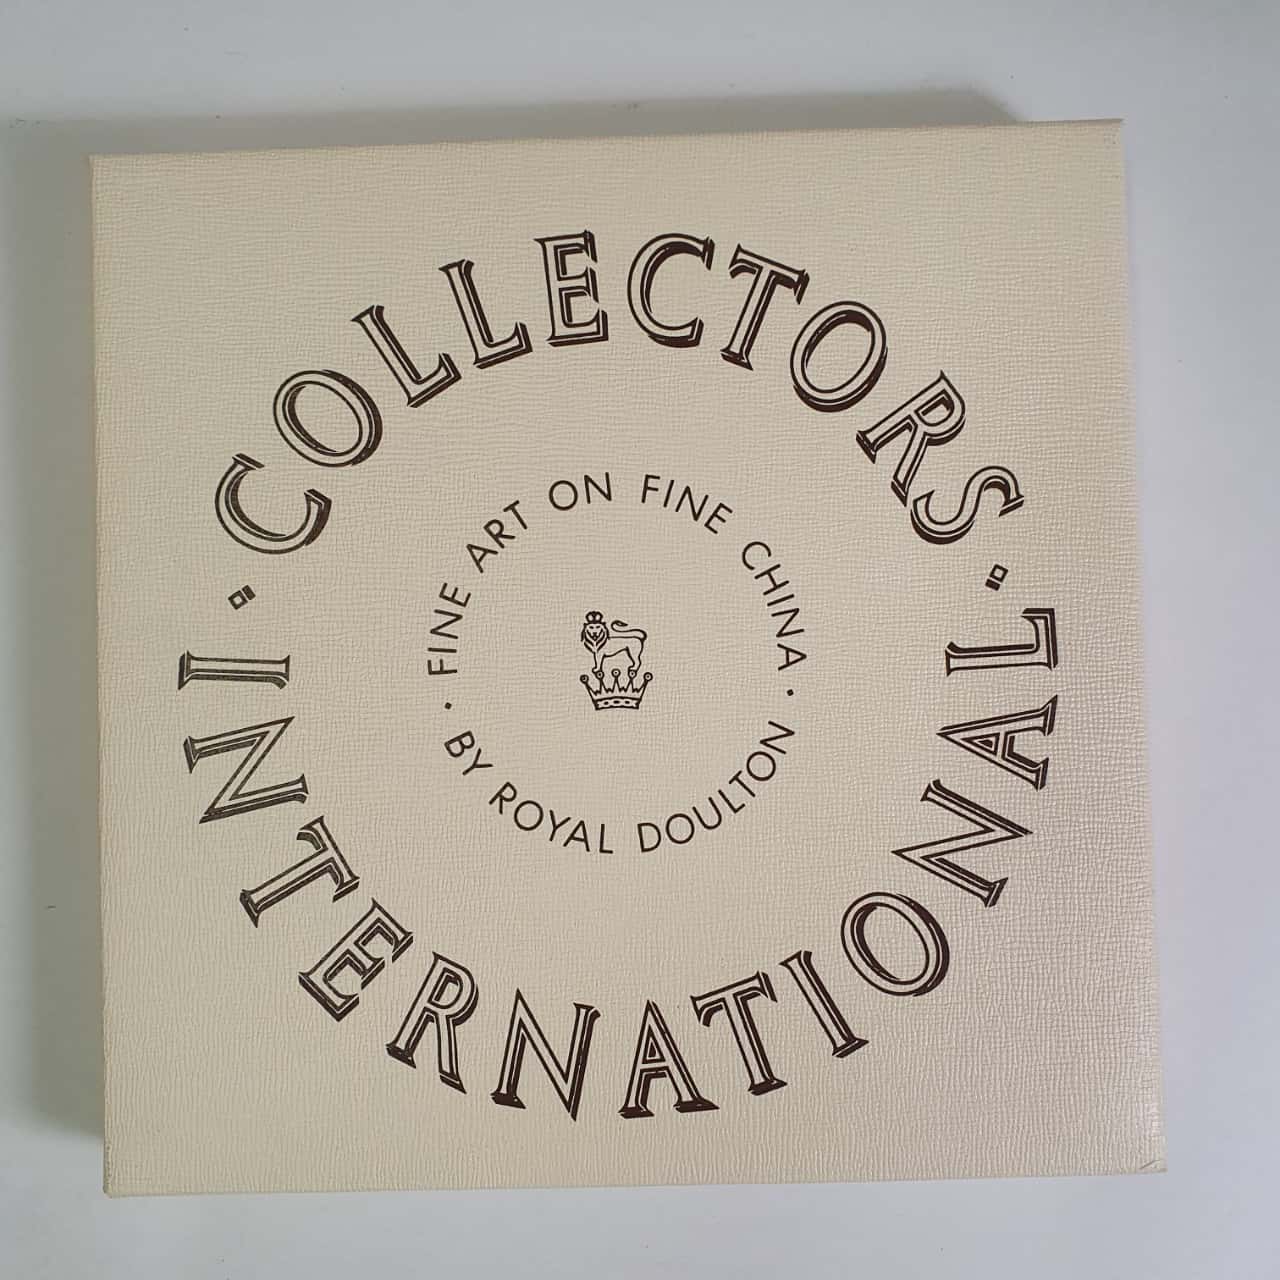 · COLLECTORS ·
INTERNATIONAL
· FINE ART ON FINE CHINA ·
BY ROYAL DOULTON